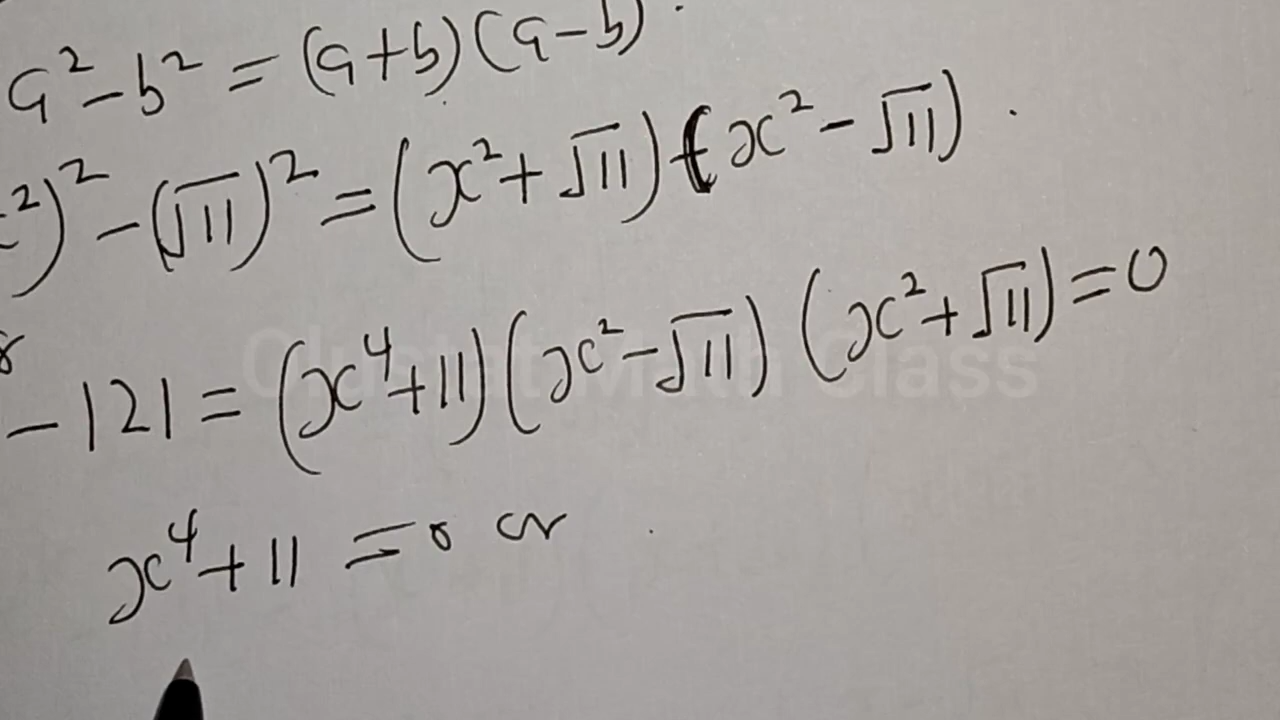 a² - b² = (a+b)(a-b)
²)² - (√11)² = (x² + √11)(x² - √11)
8
- 121 = (x⁴+11)(x²-√11)(x²+√11) = 0
x⁴ + 11 = 0 or